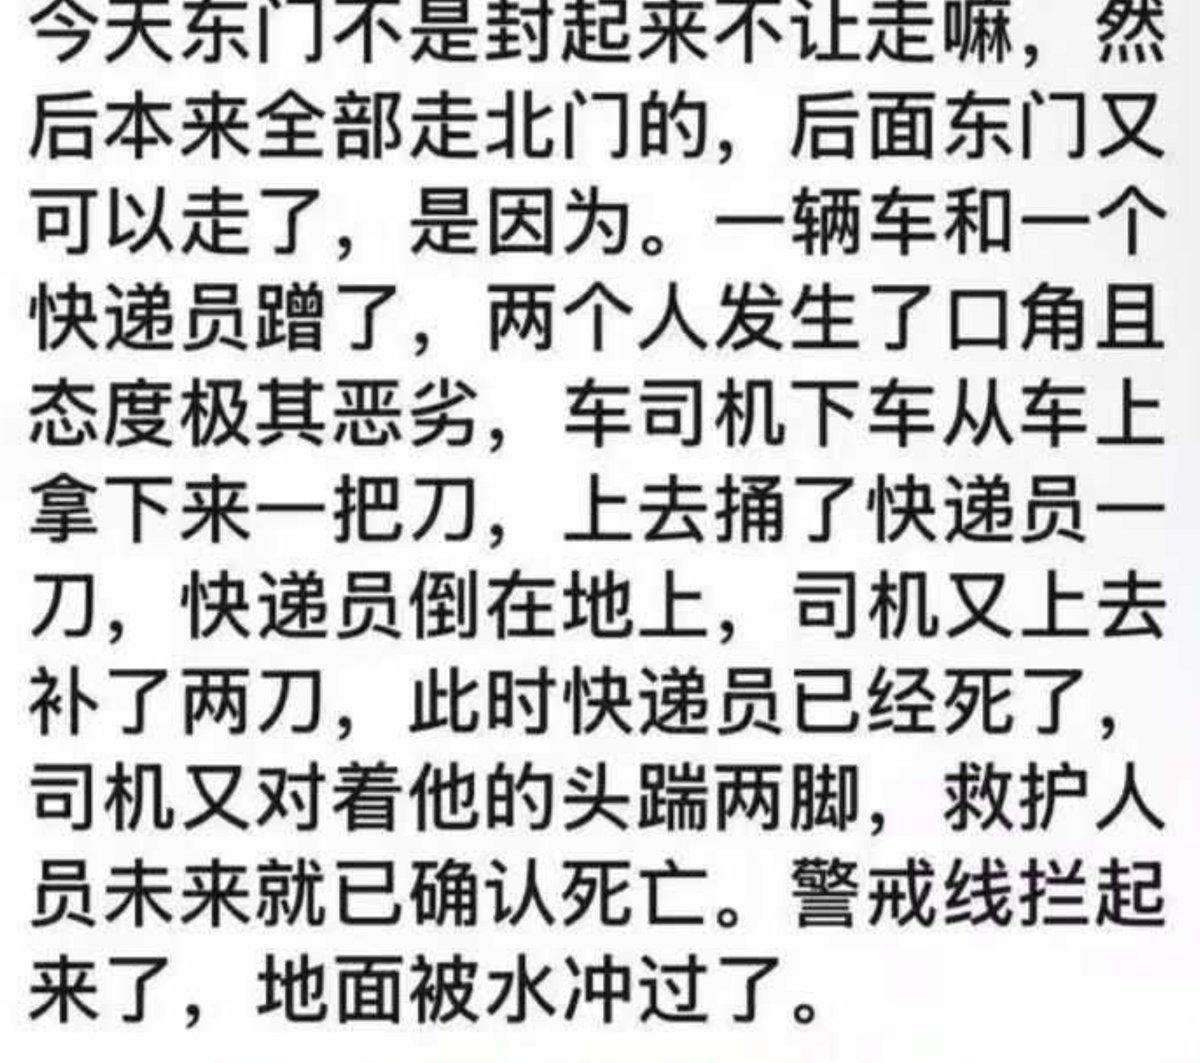 今天东门不是封起来不让走嘛，然
后本来全部走北门的，后面东门又
可以走了，是因为。一辆车和一个
快递员蹭了，两个人发生了口角且
态度极其恶劣，车司机下车从车上
拿下来一把刀，上去捅了快递员一
刀，快递员倒在地上，司机又上去
补了两刀，此时快递员已经死了，
司机又对着他的头踹两脚，救护人
员未来就已确认死亡。警戒线拦起
来了，地面被水冲过了。